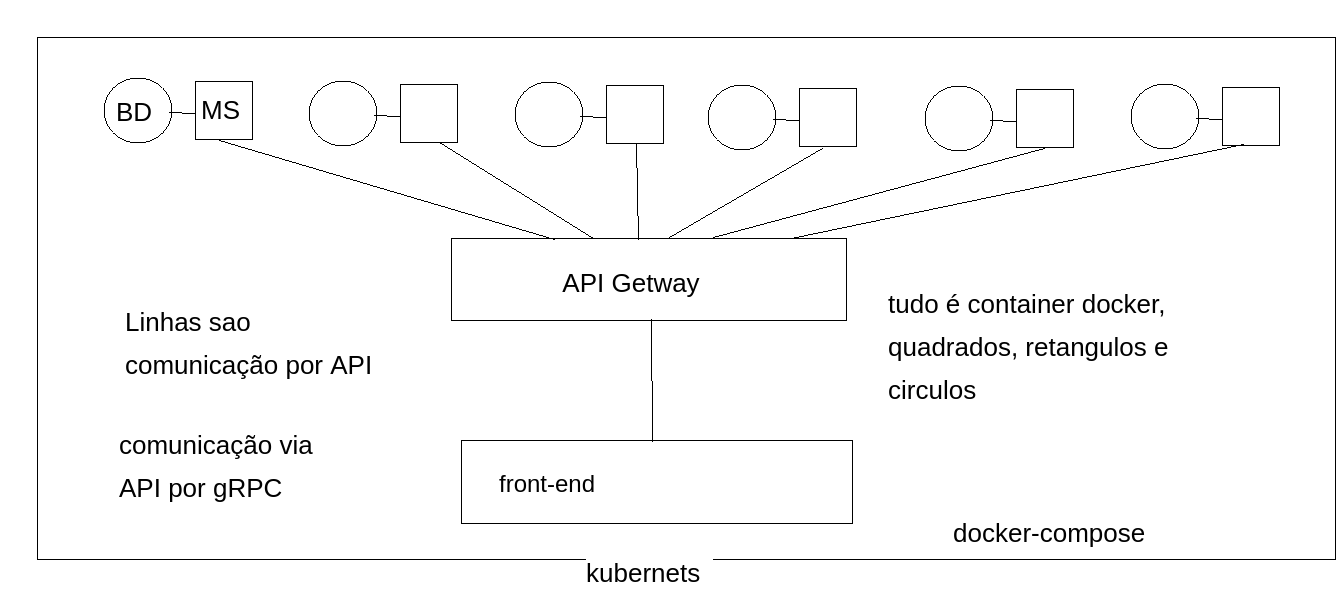 BD
MS
API Getway
Linhas sao
comunicação por API
tudo é container docker,
quadrados, retangulos e
circulos
comunicação via
API por gRPC
front-end
docker-compose
kubernets